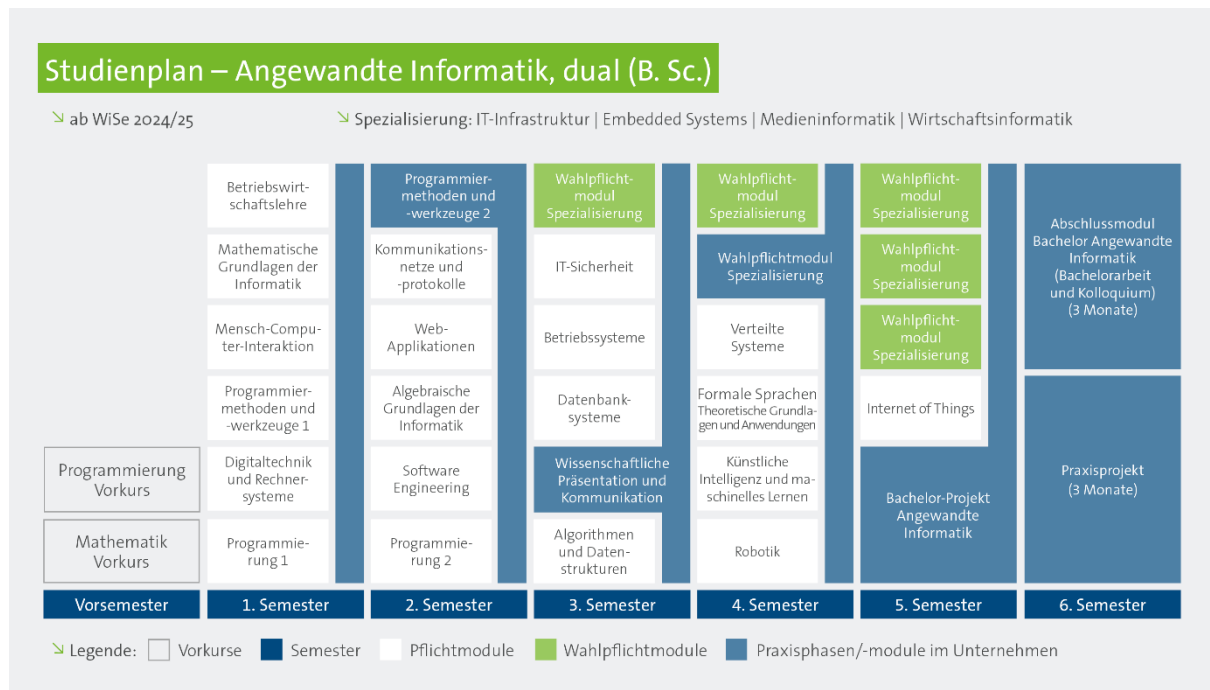 Studienplan – Angewandte Informatik, dual (B. Sc.)
ab WiSe 2024/25
Spezialisierung: IT-Infrastruktur | Embedded Systems | Medieninformatik | Wirtschaftsinformatik
Programmierung
Vorkurs
Mathematik
Vorkurs
Vorsemester
Betriebswirt-
schaftslehre
Mathematische
Grundlagen der
Informatik
Mensch-Compu-
ter-Interaktion
Programmier-
methoden und
-werkzeuge 1
Digitaltechnik
und Rechner-
systeme
Programmie-
rung 1
1. Semester
Programmier-
methoden und
-werkzeuge 2
Kommunikations-
netze und
-protokolle
Web-
Applikationen
Algebraische
Grundlagen der
Informatik
Software
Engineering
Programmie-
rung 2
2. Semester
Wahlpflicht-
modul
Spezialisierung
IT-Sicherheit
Betriebssysteme
Datenbank-
systeme
Wissenschaftliche
Präsentation und
Kommunikation
Algorithmen
und Daten-
strukturen
3. Semester
Wahlpflicht-
modul
Spezialisierung
Wahlpflichtmodul
Spezialisierung
Verteilte
Systeme
Formale Sprachen
Theoretische Grundla-
gen und Anwendungen
Künstliche
Intelligenz und ma-
schinelles Lernen
Robotik
4. Semester
Wahlpflicht-
modul
Spezialisierung
Wahlpflicht-
modul
Spezialisierung
Wahlpflicht-
modul
Spezialisierung
Internet of Things
Bachelor-Projekt
Angewandte
Informatik
5. Semester
Abschlussmodul
Bachelor Angewandte
Informatik
(Bachelorarbeit
und Kolloquium)
(3 Monate)
Praxisprojekt
(3 Monate)
6. Semester
Legende:
Vorkurse
Semester
Pflichtmodule
Wahlpflichtmodule
Praxisphasen/-module im Unternehmen